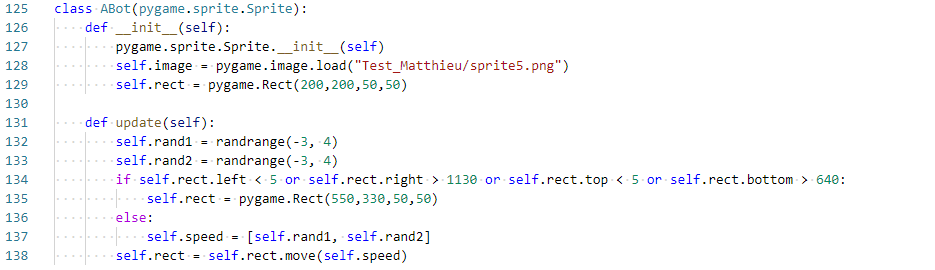 125 class ABot(pygame.sprite.Sprite):
126     def __init__(self):
127         pygame.sprite.Sprite.__init__(self)
128         self.image = pygame.image.load("Test_Matthieu/sprite5.png")
129         self.rect = pygame.Rect(200,200,50,50)
130
131     def update(self):
132         self.rand1 = randrange(-3, 4)
133         self.rand2 = randrange(-3, 4)
134         if self.rect.left < 5 or self.rect.right > 1130 or self.rect.top < 5 or self.rect.bottom > 640:
135             self.rect = pygame.Rect(550,330,50,50)
136         else:
137             self.speed = [self.rand1, self.rand2]
138         self.rect = self.rect.move(self.speed)